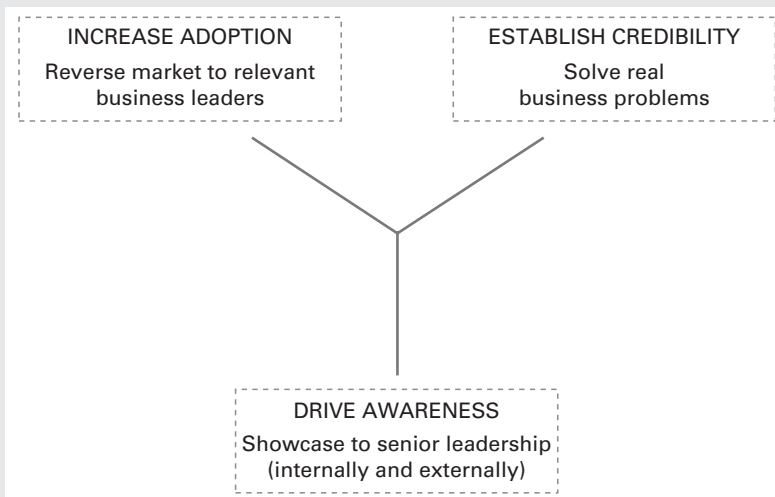 INCREASE ADOPTION
Reverse market to relevant
business leaders
ESTABLISH CREDIBILITY
Solve real
business problems
DRIVE AWARENESS
Showcase to senior leadership
(internally and externally)